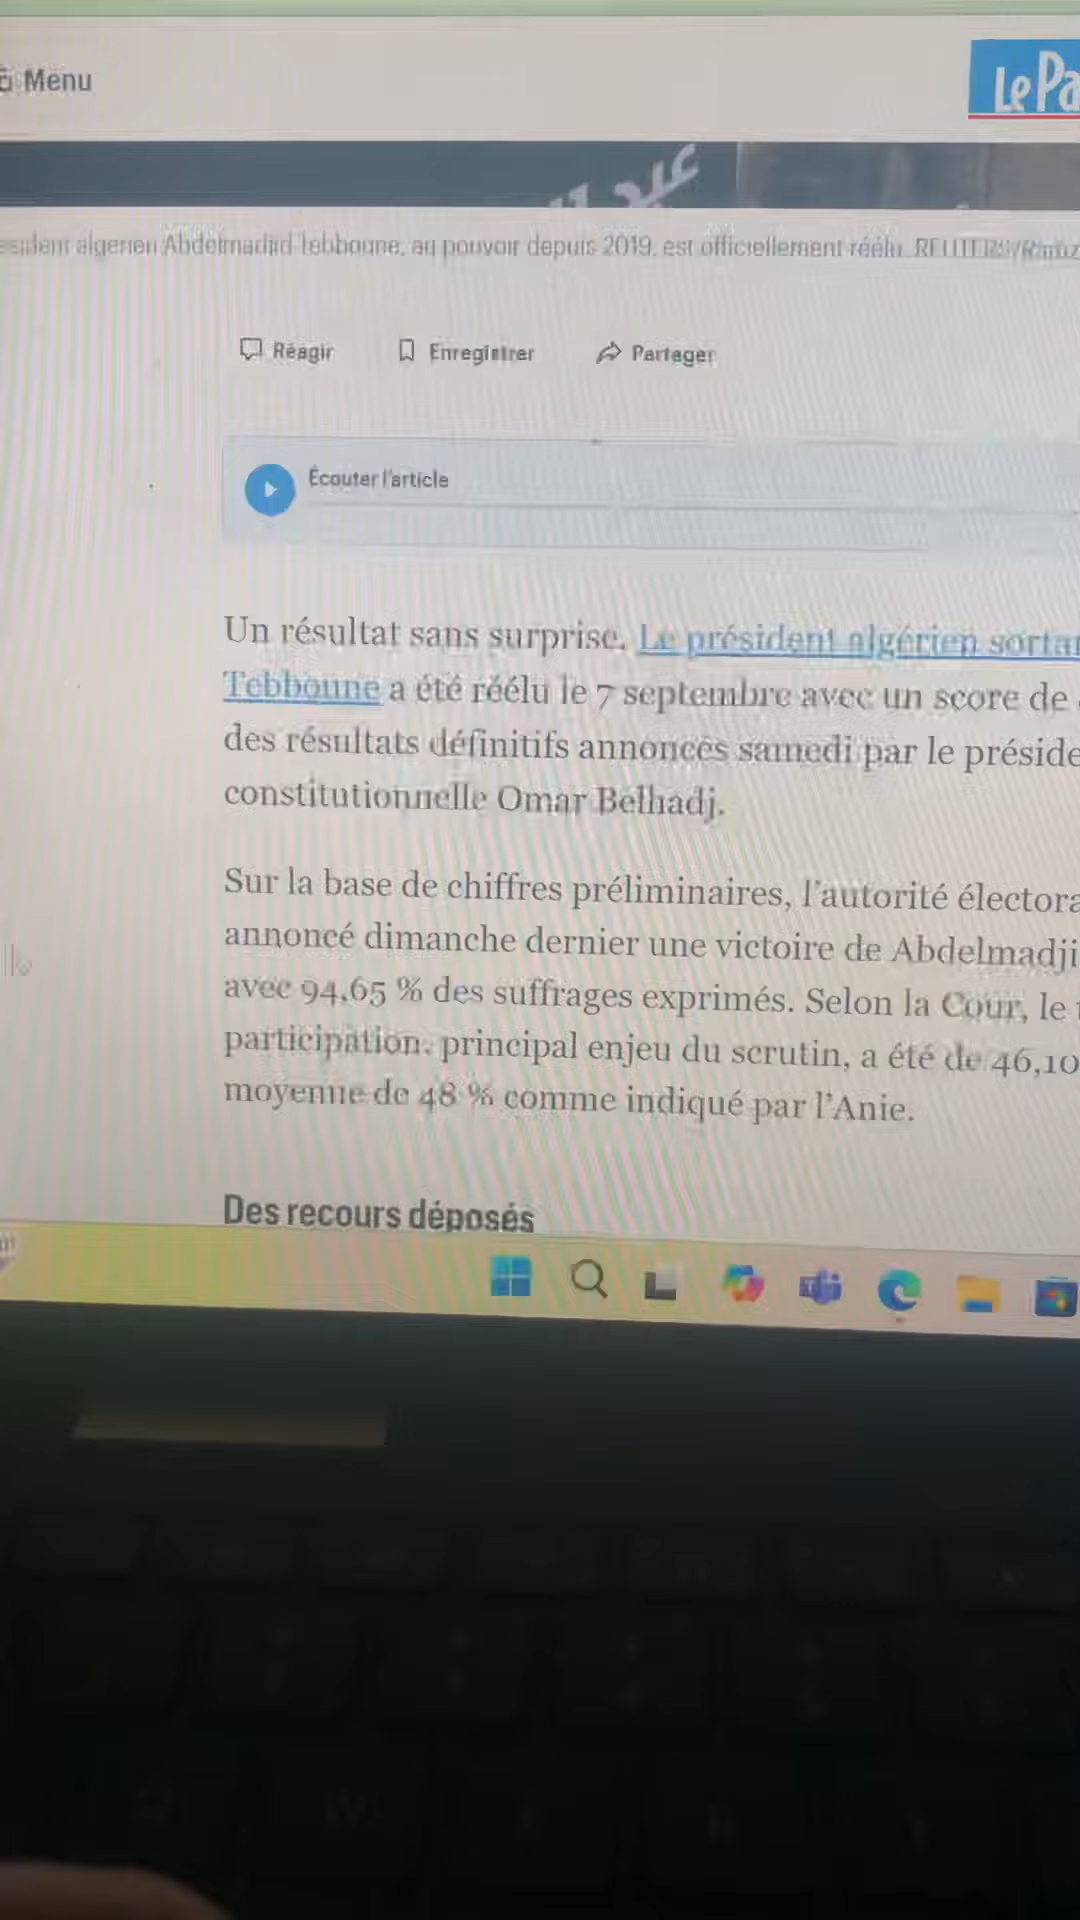 Menu
Le Pa
عبد ال
algérien Abdelmadjid Tebboune, au pouvoir depuis 2019, est officiellement réélu. REUTERS/Ramz
Réagir Enregistrer Partager
Écouter l'article
Un résultat sans surprise. Le président algérien sortan
Tebboune a été réélu le 7 septembre avec un score de
des résultats définitifs annoncés samedi par le préside
constitutionnelle Omar Belhadj.
Sur la base de chiffres préliminaires, l'autorité électora
annoncé dimanche dernier une victoire de Abdelmadji
avec 94,65 % des suffrages exprimés. Selon la Cour, le
participation, principal enjeu du scrutin, a été de 46,10
moyenne de 48 % comme indiqué par l'Anie.
Des recours déposés